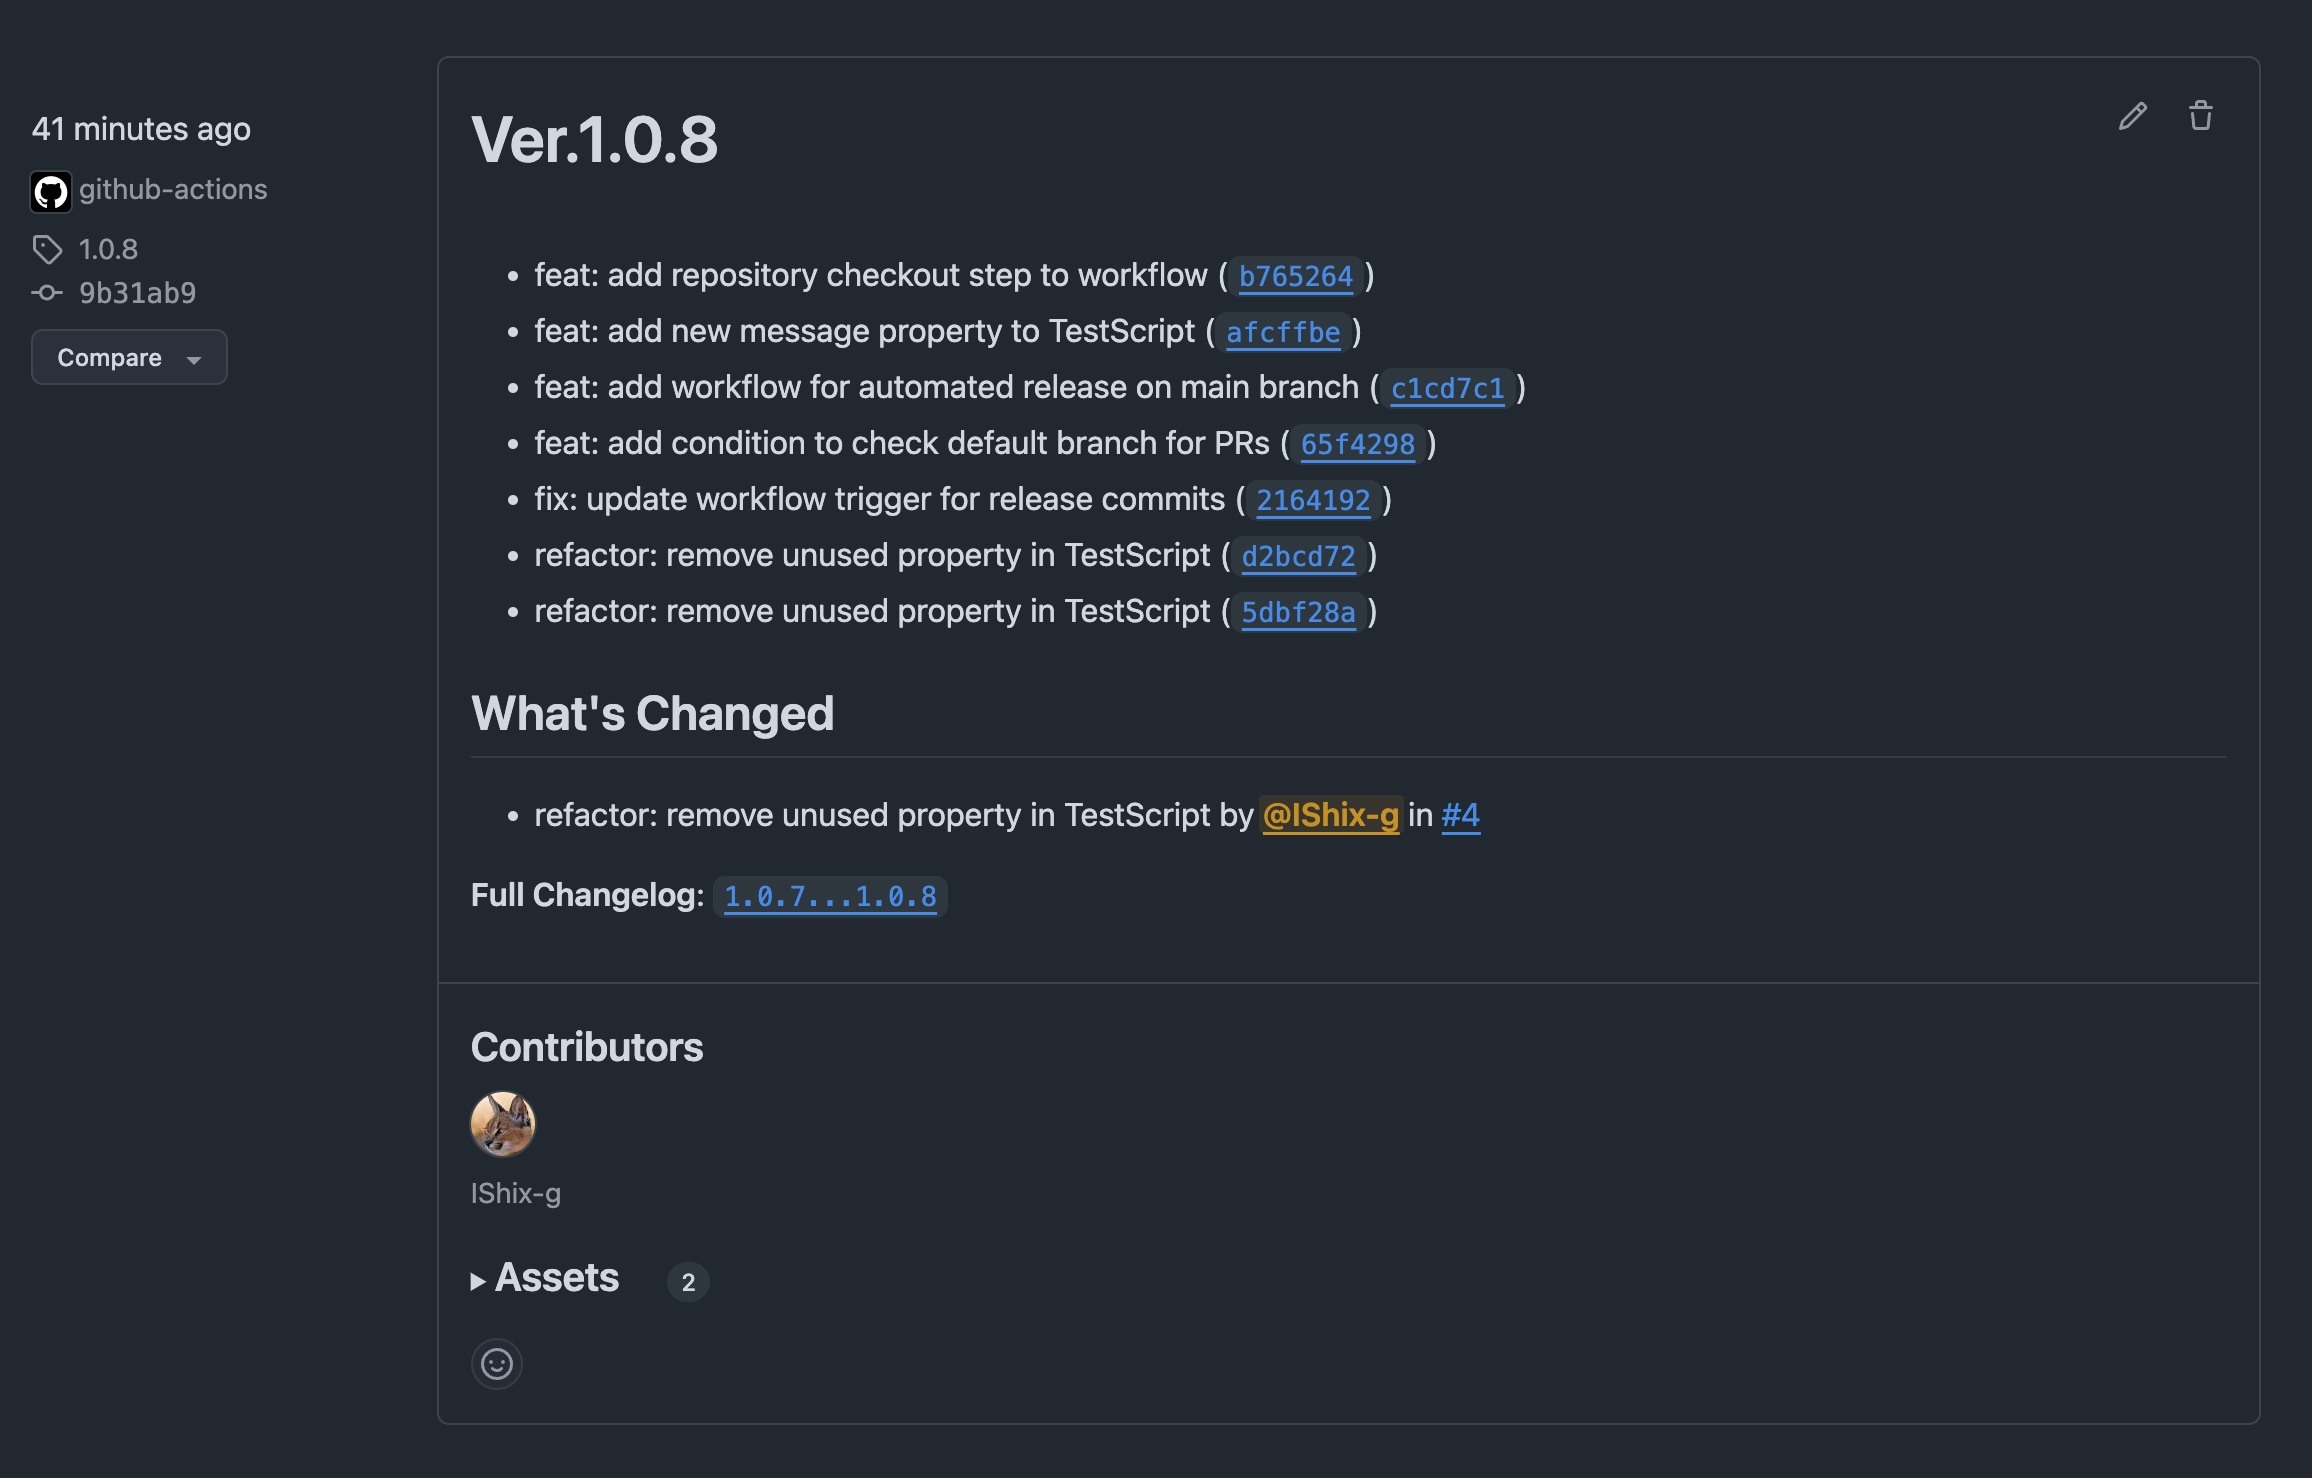 41 minutes ago
github-actions
1.0.8
9b31ab9
Compare
Ver.1.0.8
• feat: add repository checkout step to workflow ( b765264 )
• feat: add new message property to TestScript ( afcffbe )
• feat: add workflow for automated release on main branch ( c1cd7c1 )
• feat: add condition to check default branch for PRs ( 65f4298 )
• fix: update workflow trigger for release commits ( 2164192 )
• refactor: remove unused property in TestScript ( d2bcd72 )
• refactor: remove unused property in TestScript ( 5dbf28a )
What's Changed
• refactor: remove unused property in TestScript by @IShix-g in #4
Full Changelog: 1.0.7...1.0.8
Contributors
IShix-g
Assets 2